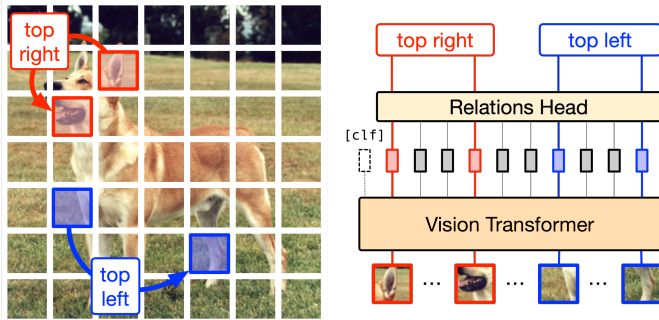 top
right
top
left
top right
top left
Relations Head
[clf]
Vision Transformer
... ... ...